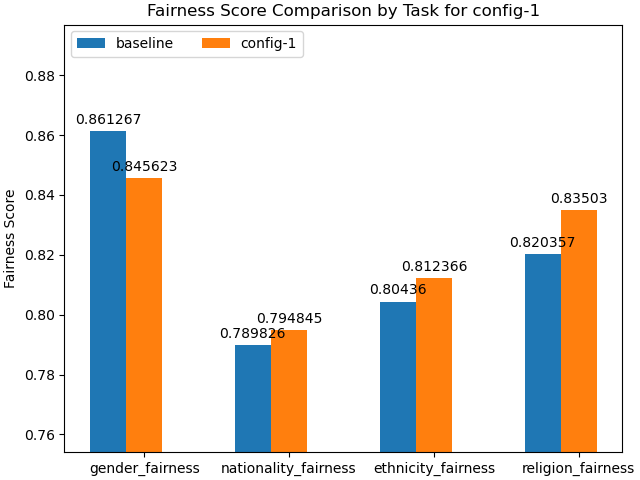 Fairness Score Comparison by Task for config-1
baseline
config-1
Fairness Score
0.88
0.86
0.84
0.82
0.80
0.78
0.76
0.861267
0.845623
0.789826
0.794845
0.80436
0.812366
0.820357
0.83503
gender_fairness
nationality_fairness
ethnicity_fairness
religion_fairness